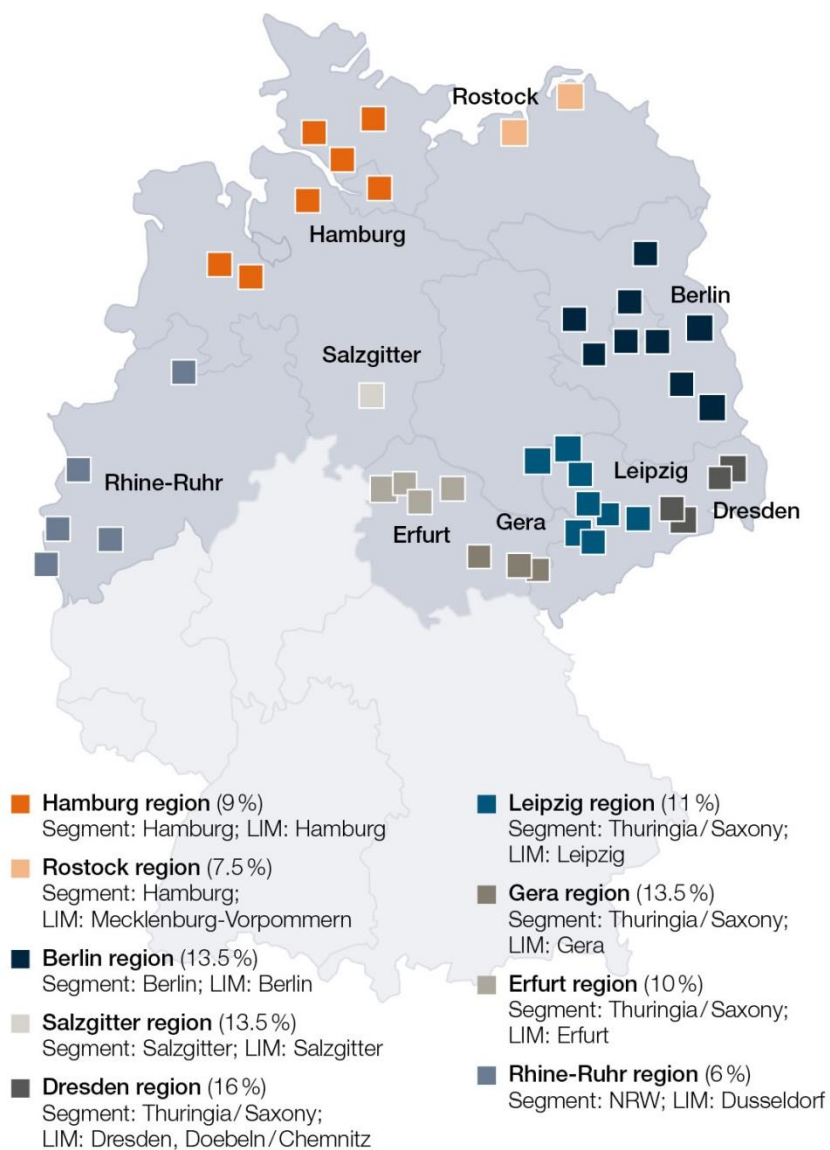 Rostock
Hamburg
Berlin
Salzgitter
Leipzig
Rhine-Ruhr
Dresden
Gera
Erfurt
Hamburg region (9 %)
Segment: Hamburg; LIM: Hamburg
Rostock region (7.5 %)
Segment: Hamburg;
LIM: Mecklenburg-Vorpommern
Berlin region (13.5 %)
Segment: Berlin; LIM: Berlin
Salzgitter region (13.5 %)
Segment: Salzgitter; LIM: Salzgitter
Dresden region (16 %)
Segment: Thuringia / Saxony;
LIM: Dresden, Doebeln / Chemnitz
Leipzig region (11 %)
Segment: Thuringia / Saxony;
LIM: Leipzig
Gera region (13.5 %)
Segment: Thuringia / Saxony;
LIM: Gera
Erfurt region (10 %)
Segment: Thuringia / Saxony;
LIM: Erfurt
Rhine-Ruhr region (6 %)
Segment: NRW; LIM: Dusseldorf